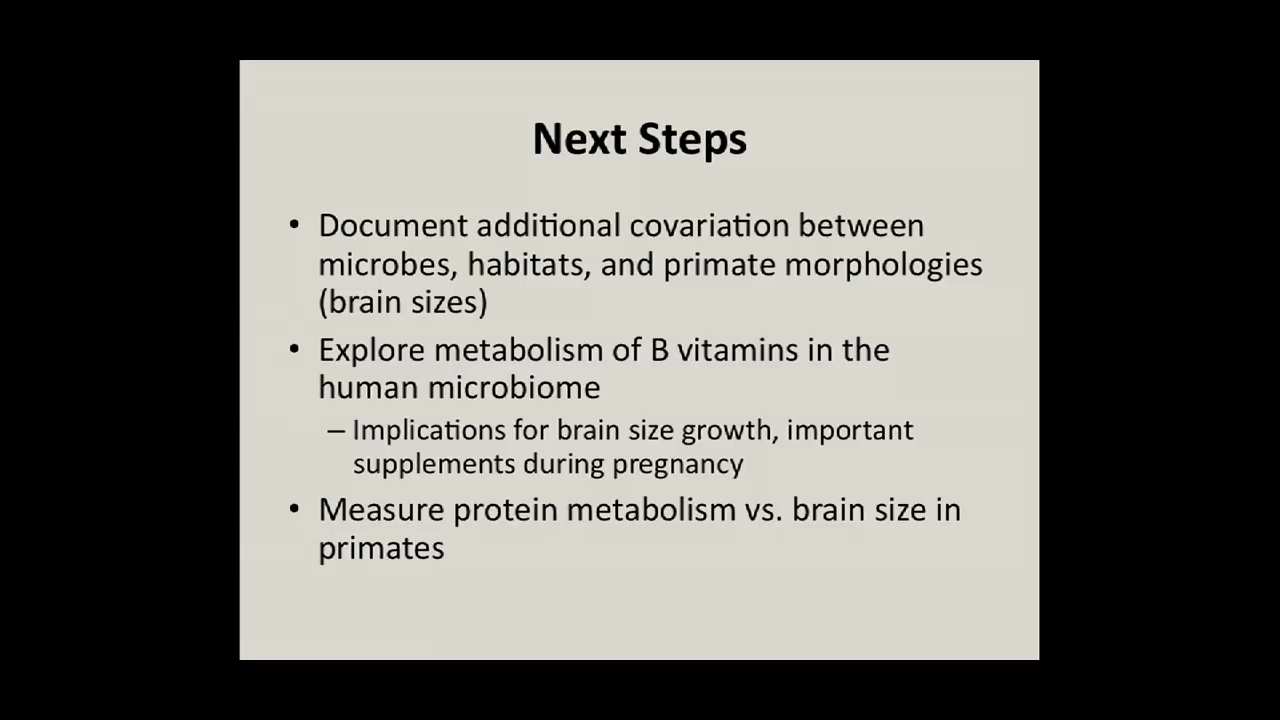 Next Steps
• Document additional covariation between
microbes, habitats, and primate morphologies
(brain sizes)
• Explore metabolism of B vitamins in the
human microbiome
– Implications for brain size growth, important
supplements during pregnancy
• Measure protein metabolism vs. brain size in
primates